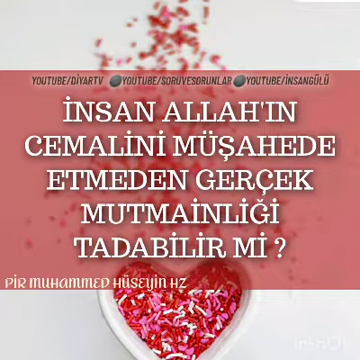 YOUTUBE/DİYARTV YOUTUBE/SORUVESORUNLAR YOUTUBE/İNSANGÜLÜ
İNSAN ALLAH'IN
CEMALİNİ MÜŞAHEDE
ETMEDEN GERÇEK
MUTMAİNLİĞİ
TADABİLİR Mİ ?
PİR MUHAMMED HÜSEYİN HZ